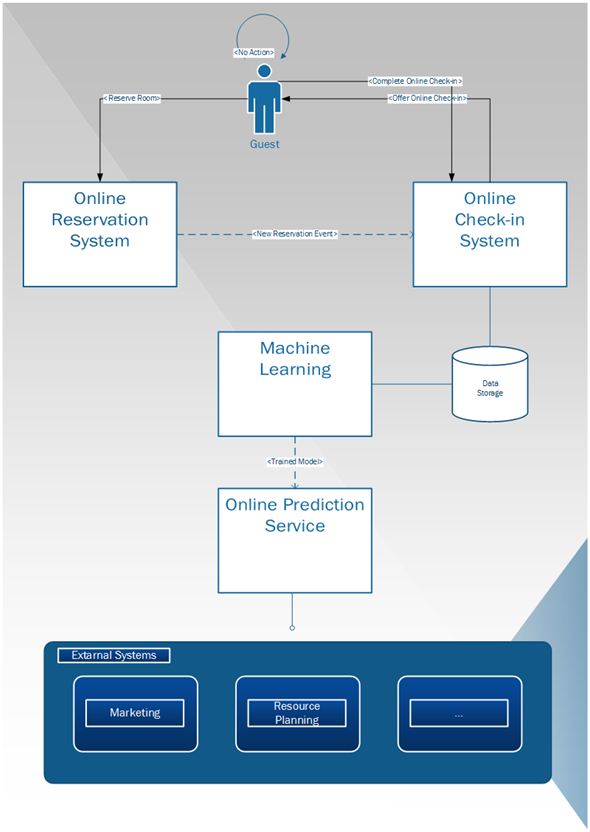 <No Action>
<Complete Online Check-in>
<Reserve Room>
<Offer Online Check-in>
Guest
Online
Reservation
System
Online
Check-in
System
<New Reservation Event>
Machine
Learning
Data
Storage
<Trained Model>
Online Prediction
Service
Extarnal Systems
Marketing
Resource
Planning
...